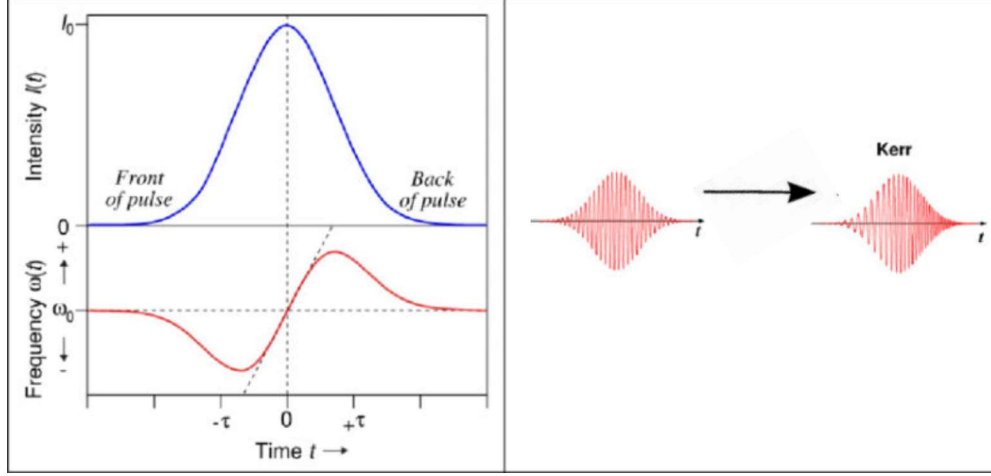 I₀
Intensity I(t)
Front
of pulse
Back
of pulse
0
+
Frequency ω(t)
ω₀
-
-τ
0
+τ
Time t →
t
Kerr
t